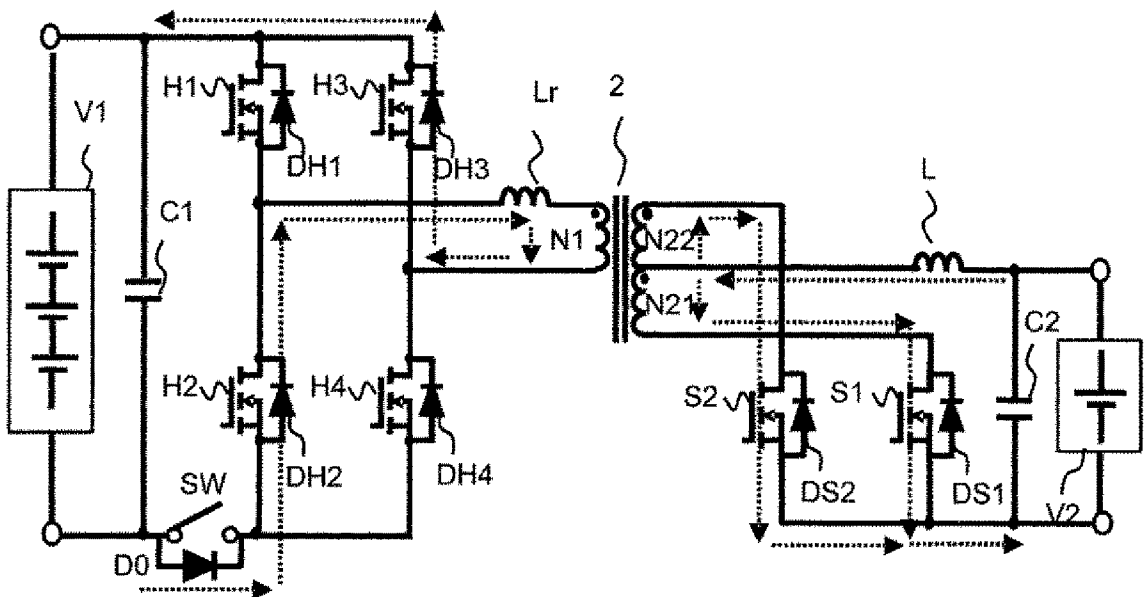 V1
C1
H1
DH1
H3
DH3
Lr
2
N1
N22
N21
L
C2
H2
DH2
H4
DH4
S2
DS2
S1
DS1
V2
SW
D0